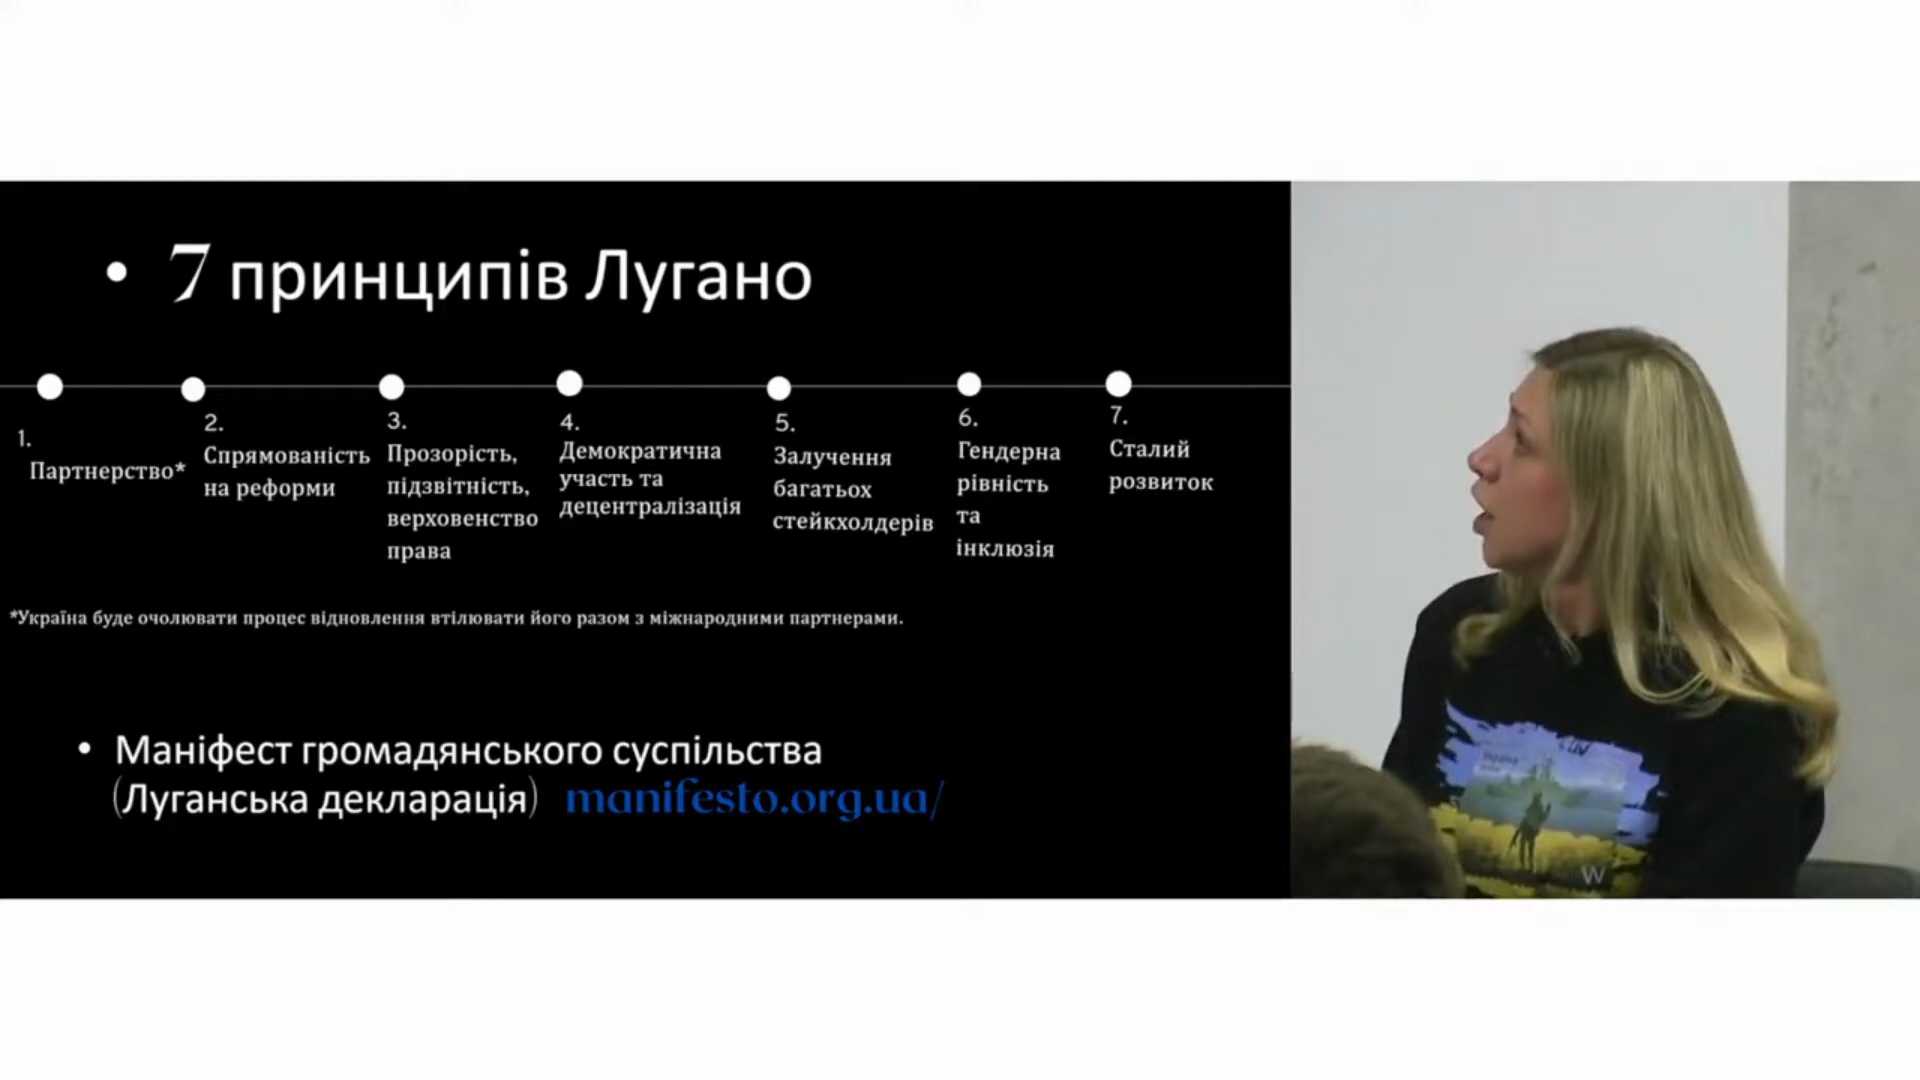 • 7 принципів Лугано
1.
Партнерство*
2.
Спрямованість
на реформи
3.
Прозорість,
підзвітність,
верховенство
права
4.
Демократична
участь та
децентралізація
5.
Залучення
багатьох
стейкхолдерів
6.
Гендерна
рівність
та
інклюзія
7.
Сталий
розвиток
*Україна буде очолювати процес відновлення втілювати його разом з міжнародними партнерами.
• Маніфест громадянського суспільства
(Луганська декларація) manifesto.org.ua/
W